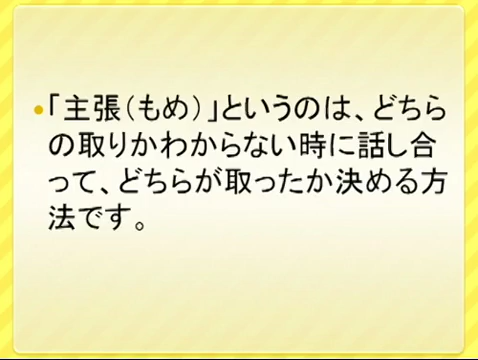 •「主張(もめ)」というのは、どちら
の取りかわからない時に話し合
って、どちらが取ったか決める方
法です。